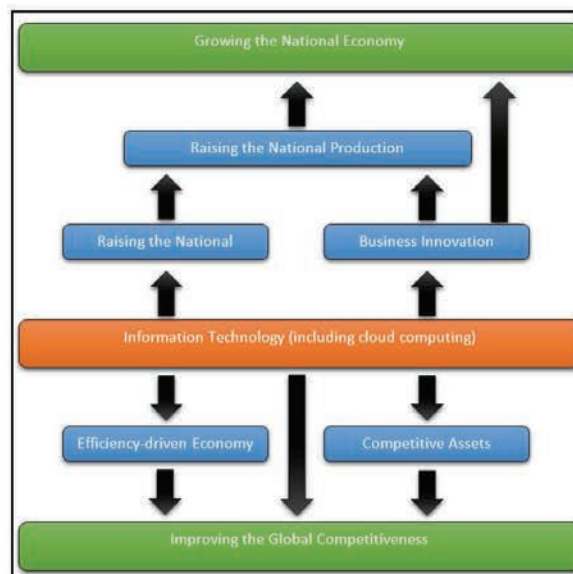 Growing the National Economy
Raising the National Production
Raising the National
Business Innovation
Information Technology (including cloud computing)
Efficiency-driven Economy
Competitive Assets
Improving the Global Competitiveness